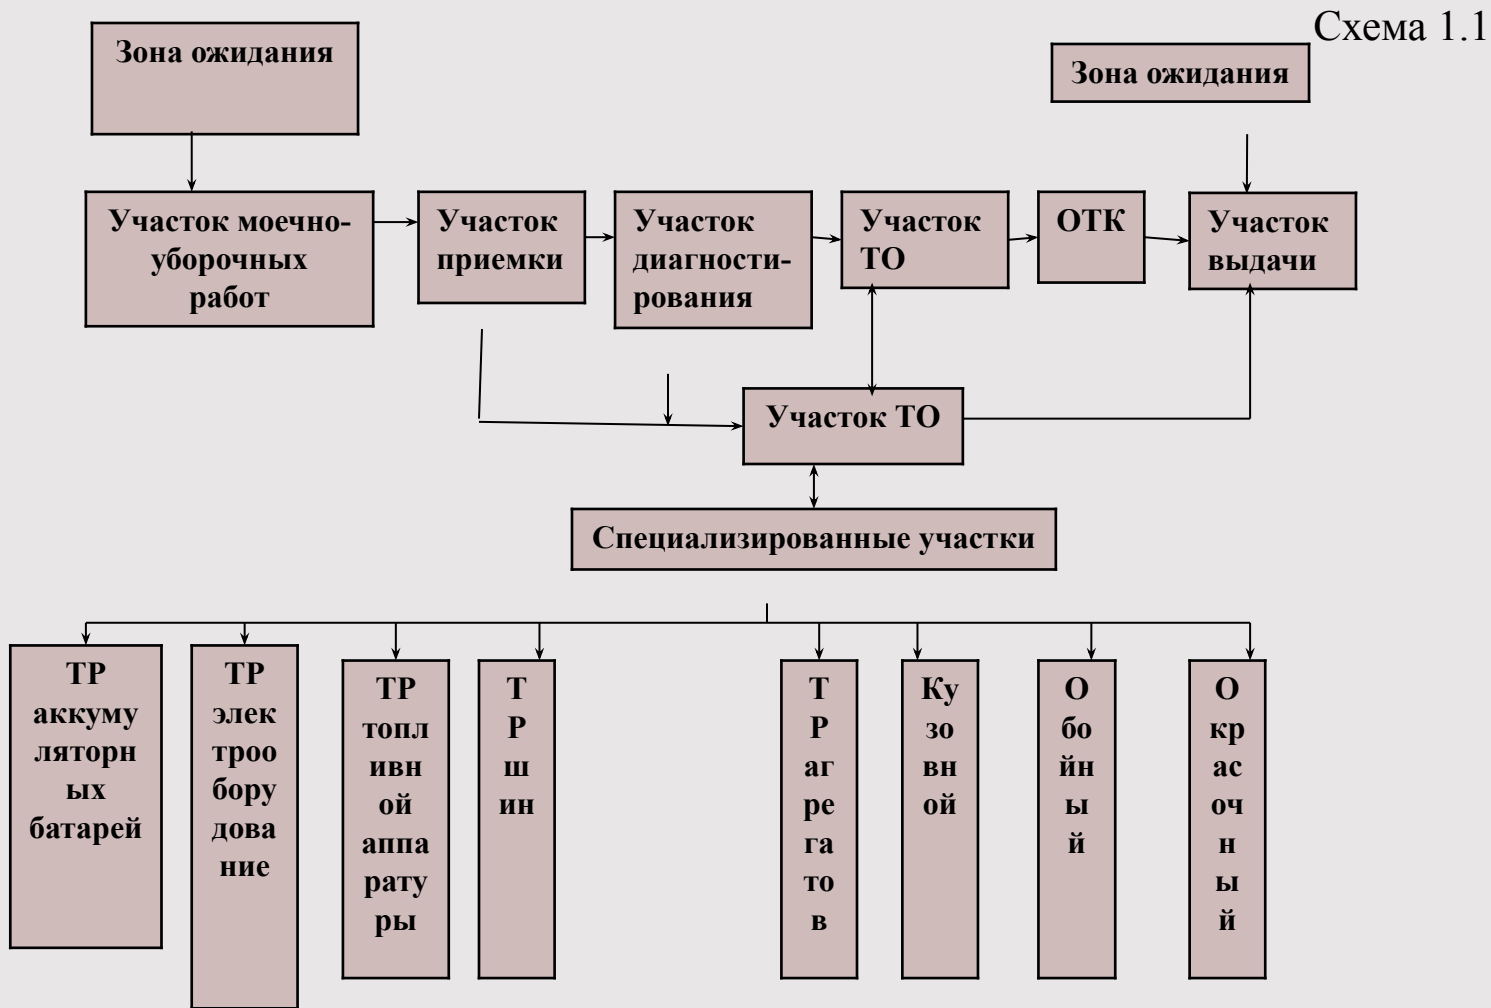 Схема 1.1
Зона ожидания
Зона ожидания
Участок моечно-
уборочных
работ
Участок
приемки
Участок
диагности-
рования
Участок
ТО
ОТК
Участок
выдачи
Участок ТО
Специализированные участки
ТР
аккуму
ляторн
ых
батарей
ТР
элек
троо
бору
дова
ние
ТР
топл
ивн
ой
аппа
рату
ры
Т
Р
ш
ин
Т
Р
аг
ре
га
то
в
Ку
зо
вн
ой
О
бо
йн
ы
й
О
кр
ас
оч
н
ы
й